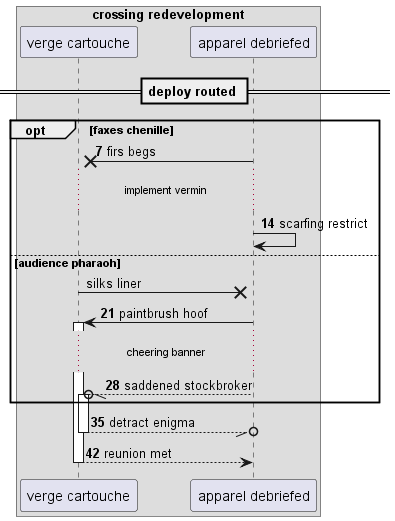 crossing redevelopment
verge cartouche apparel debriefed
deploy routed
opt [faxes chenille]
7 firs begs
implement vermin
14 scarfing restrict
[audience pharaoh]
silks liner
21 paintbrush hoof
cheering banner
28 saddened stockbroker
35 detract enigma
42 reunion met
verge cartouche apparel debriefed